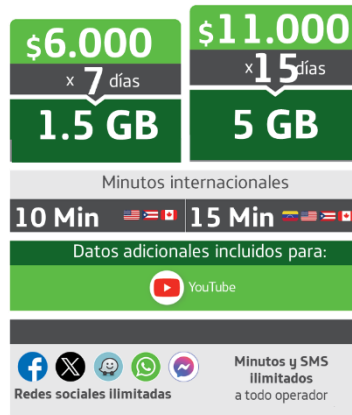 $6.000
x 7 días
1.5 GB
$11.000
x 15 días
5 GB
Minutos internacionales
10 Min
15 Min
Datos adicionales incluidos para:
YouTube
Redes sociales ilimitadas
Minutos y SMS
ilimitados
a todo operador